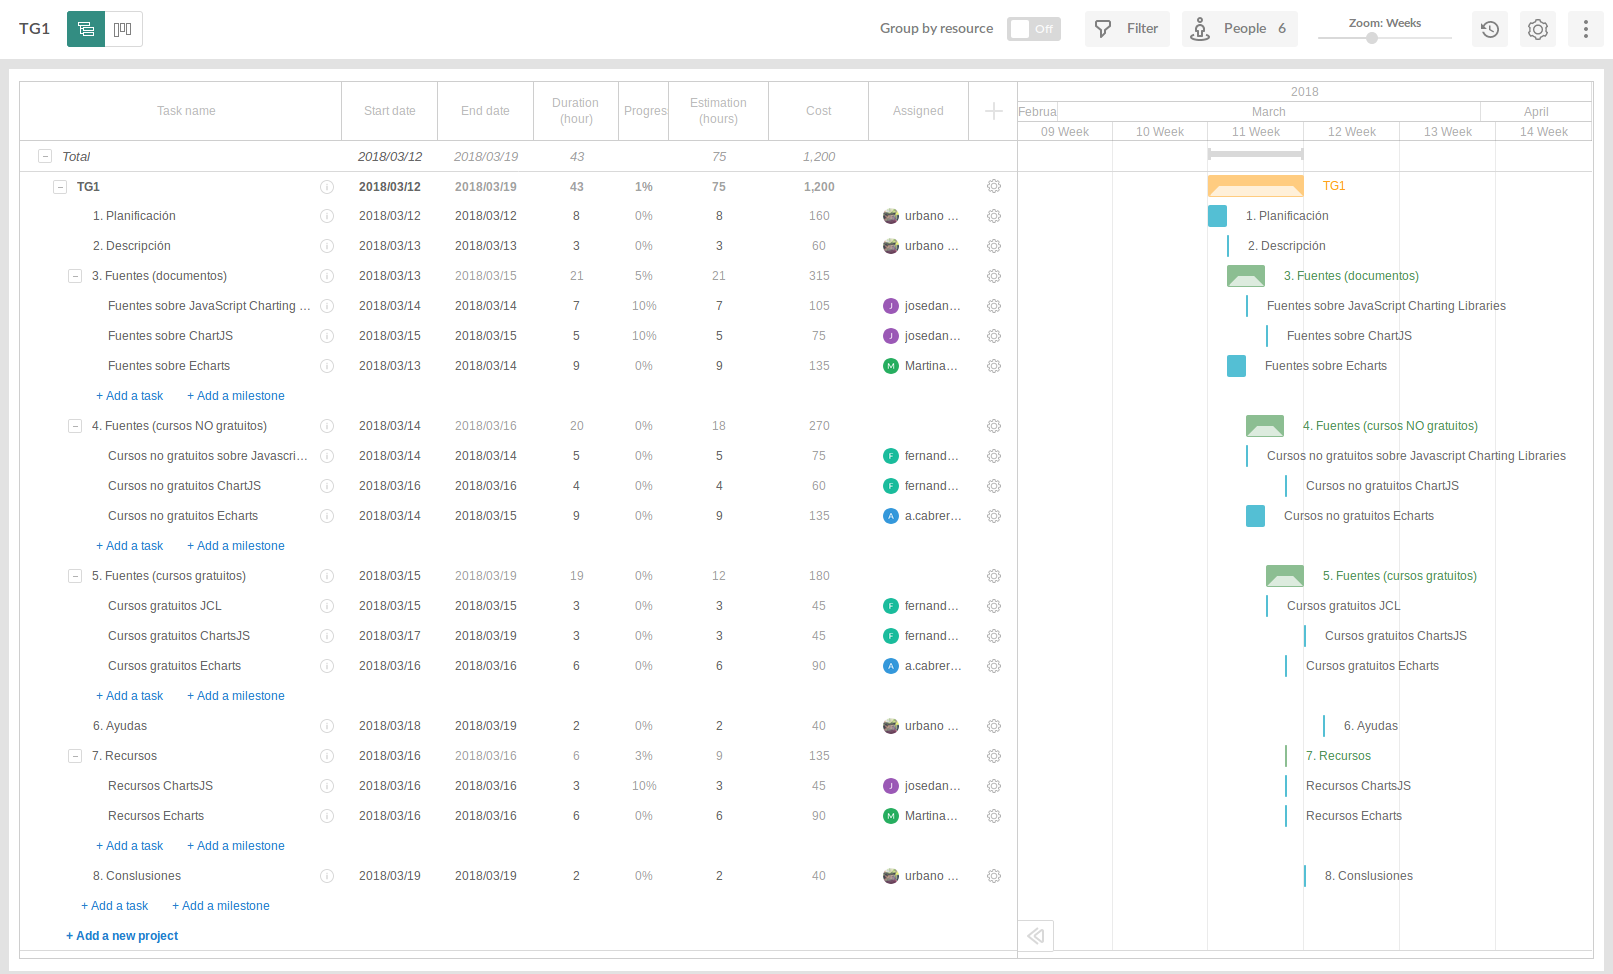 TG1
Group by resource Off Filter People 6 Zoom: Weeks
Task name Start date End date Duration (hour) Progres Estimation (hours) Cost Assigned
2018
Februa March April
09 Week 10 Week 11 Week 12 Week 13 Week 14 Week
Total 2018/03/12 2018/03/19 43 75 1,200
TG1 2018/03/12 2018/03/19 43 1% 75 1,200 TG1
1. Planificación 2018/03/12 2018/03/12 8 0% 8 160 urbano ... 1. Planificación
2. Descripción 2018/03/13 2018/03/13 3 0% 3 60 urbano ... 2. Descripción
3. Fuentes (documentos) 2018/03/13 2018/03/15 21 5% 21 315 3. Fuentes (documentos)
Fuentes sobre JavaScript Charting ... 2018/03/14 2018/03/14 7 10% 7 105 J josedan... Fuentes sobre JavaScript Charting Libraries
Fuentes sobre ChartJS 2018/03/15 2018/03/15 5 10% 5 75 J josedan... Fuentes sobre ChartJS
Fuentes sobre Echarts 2018/03/13 2018/03/14 9 0% 9 135 M Martina... Fuentes sobre Echarts
+ Add a task + Add a milestone
4. Fuentes (cursos NO gratuitos) 2018/03/14 2018/03/16 20 0% 18 270 4. Fuentes (cursos NO gratuitos)
Cursos no gratuitos sobre Javascri... 2018/03/14 2018/03/14 5 0% 5 75 F fernand... Cursos no gratuitos sobre Javascript Charting Libraries
Cursos no gratuitos ChartJS 2018/03/16 2018/03/16 4 0% 4 60 F fernand... Cursos no gratuitos ChartJS
Cursos no gratuitos Echarts 2018/03/14 2018/03/15 9 0% 9 135 A a.cabrer... Cursos no gratuitos Echarts
+ Add a task + Add a milestone
5. Fuentes (cursos gratuitos) 2018/03/15 2018/03/19 19 0% 12 180 5. Fuentes (cursos gratuitos)
Cursos gratuitos JCL 2018/03/15 2018/03/15 3 0% 3 45 F fernand... Cursos gratuitos JCL
Cursos gratuitos ChartsJS 2018/03/17 2018/03/19 3 0% 3 45 F fernand... Cursos gratuitos ChartsJS
Cursos gratuitos Echarts 2018/03/16 2018/03/16 6 0% 6 90 A a.cabrer... Cursos gratuitos Echarts
+ Add a task + Add a milestone
6. Ayudas 2018/03/18 2018/03/19 2 0% 2 40 urbano ... 6. Ayudas
7. Recursos 2018/03/16 2018/03/16 6 3% 9 135 7. Recursos
Recursos ChartsJS 2018/03/16 2018/03/16 3 10% 3 45 J josedan... Recursos ChartsJS
Recursos Echarts 2018/03/16 2018/03/16 6 0% 6 90 M Martina... Recursos Echarts
+ Add a task + Add a milestone
8. Conslusiones 2018/03/19 2018/03/19 2 0% 2 40 urbano ... 8. Conslusiones
+ Add a task + Add a milestone
+ Add a new project